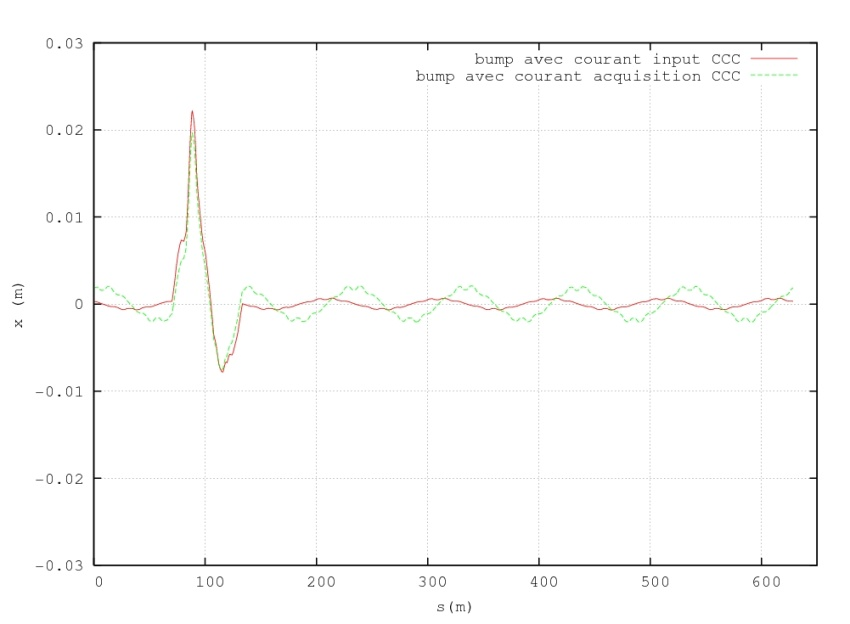 bump avec courant input CCC
bump avec courant acquisition CCC
0.03
0.02
0.01
0
-0.01
-0.02
-0.03
x (m)
0 100 200 300 400 500 600
s(m)